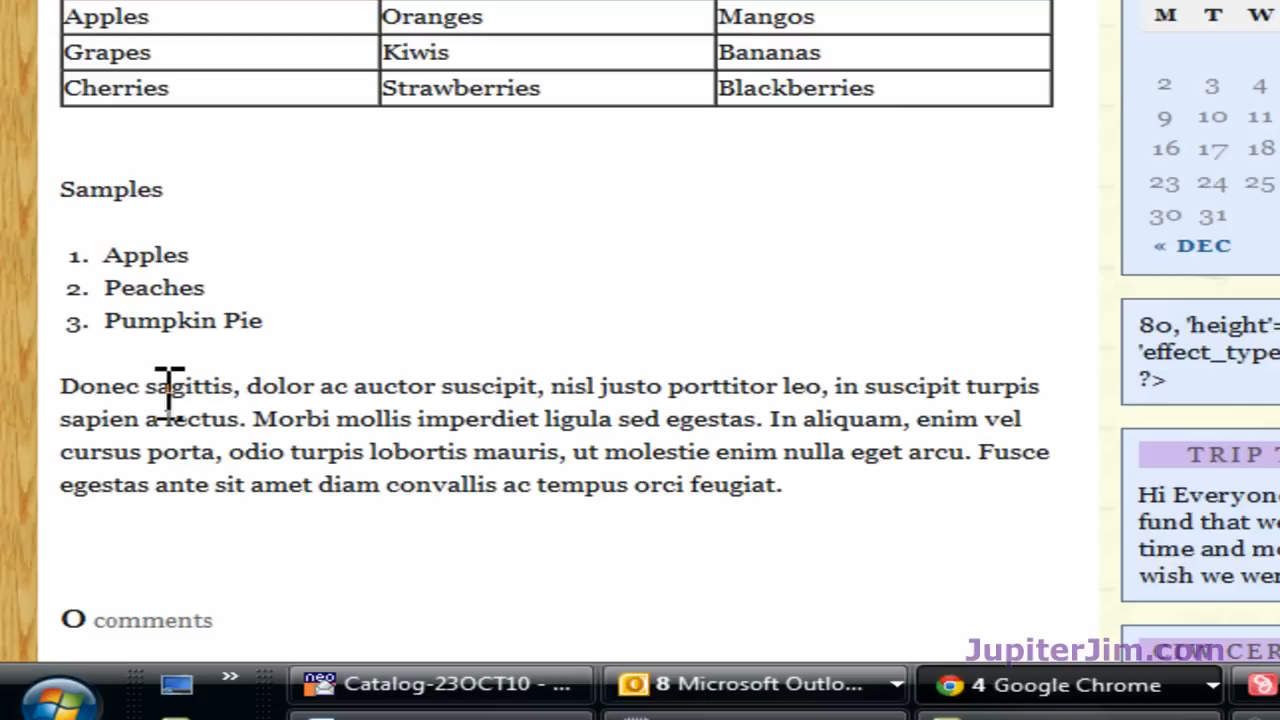 Apples Oranges Mangos
Grapes Kiwis Bananas
Cherries Strawberries Blackberries
Samples
1. Apples
2. Peaches
3. Pumpkin Pie
Donec sagittis, dolor ac auctor suscipit, nisl justo porttitor leo, in suscipit turpis
sapien a lectus. Morbi mollis imperdiet ligula sed egestas. In aliquam, enim vel
cursus porta, odio turpis lobortis mauris, ut molestie enim nulla eget arcu. Fusce
egestas ante sit amet diam convallis ac tempus orci feugiat.
0 comments
M T W
2 3 4
9 10 11
16 17 18
23 24 25
30 31
« DEC
80, 'height'=
'effect_type
?>
TRIP
Hi Everyone
fund that we
time and
wish we wer
CIW CER
JupiterJim.com
» neo Catalog-23OCT10 - ... 8 Microsoft Outlo... 4 Google Chrome